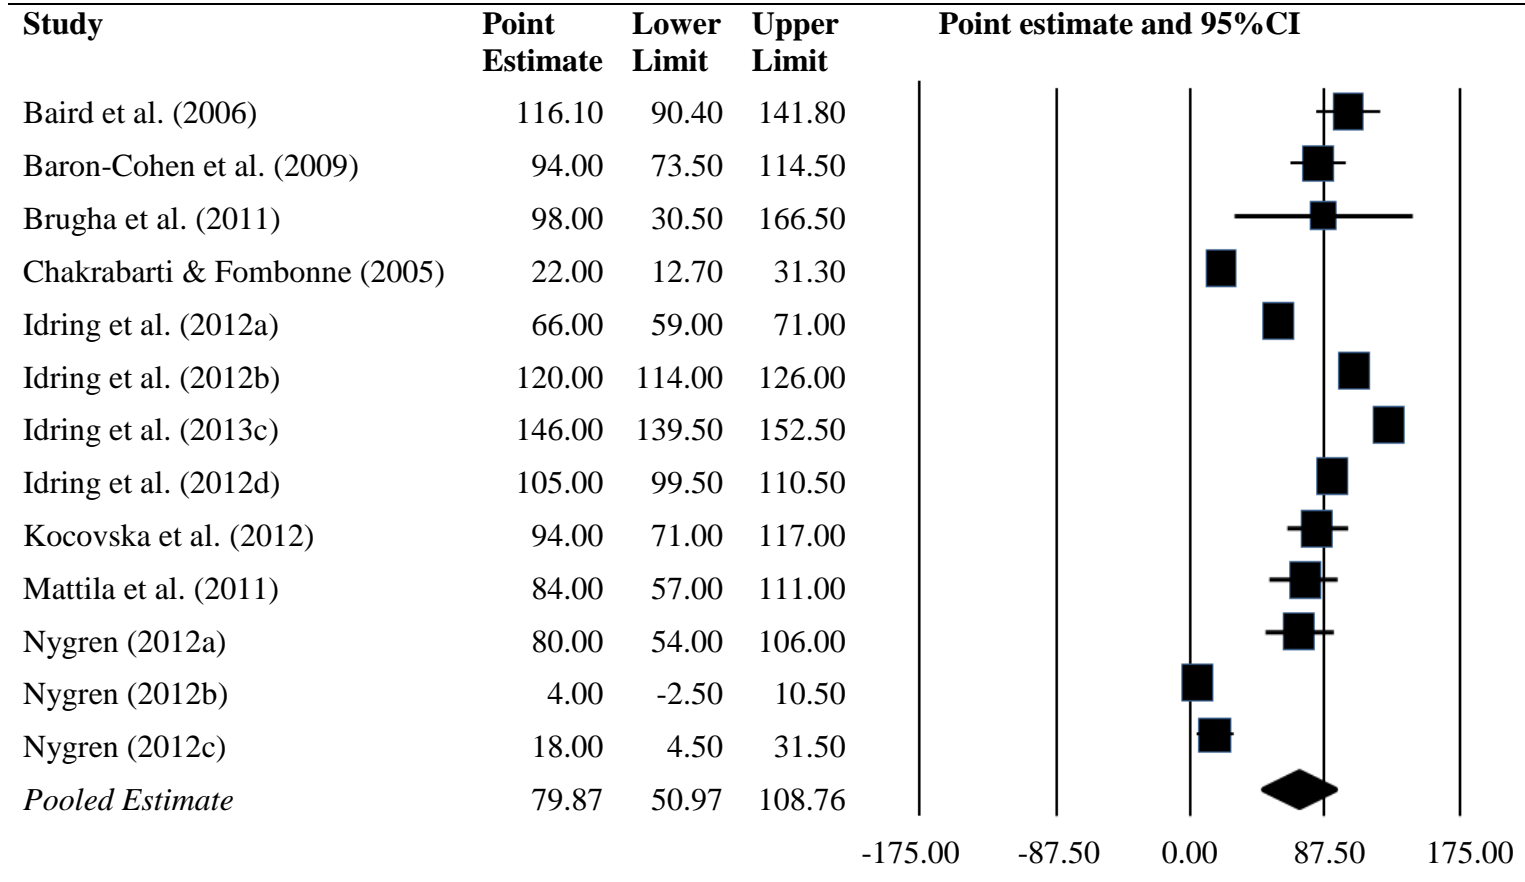 Study Point Lower Upper Point estimate and 95%CI
Estimate Limit Limit
Baird et al. (2006) 116.10 90.40 141.80
Baron-Cohen et al. (2009) 94.00 73.50 114.50
Brugha et al. (2011) 98.00 30.50 166.50
Chakrabarti & Fombonne (2005) 22.00 12.70 31.30
Idring et al. (2012a) 66.00 59.00 71.00
Idring et al. (2012b) 120.00 114.00 126.00
Idring et al. (2013c) 146.00 139.50 152.50
Idring et al. (2012d) 105.00 99.50 110.50
Kocovska et al. (2012) 94.00 71.00 117.00
Mattila et al. (2011) 84.00 57.00 111.00
Nygren (2012a) 80.00 54.00 106.00
Nygren (2012b) 4.00 -2.50 10.50
Nygren (2012c) 18.00 4.50 31.50
Pooled Estimate 79.87 50.97 108.76
-175.00 -87.50 0.00 87.50 175.00